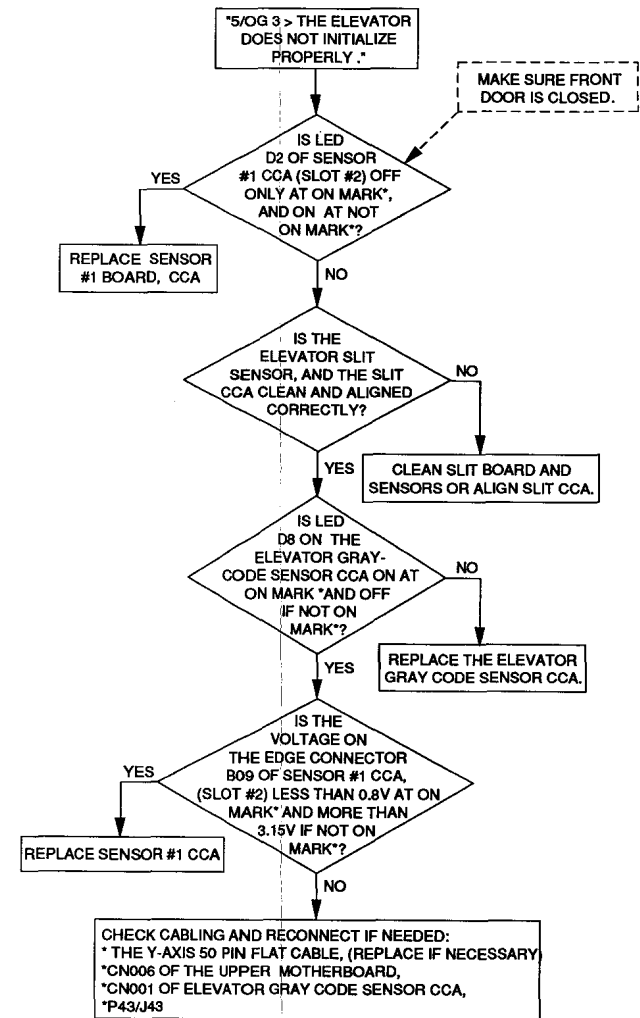 "5/OG 3 > THE ELEVATOR
DOES NOT INITIALIZE
PROPERLY ."
MAKE SURE FRONT
DOOR IS CLOSED.
IS LED
D2 OF SENSOR
#1 CCA (SLOT #2) OFF
ONLY AT ON MARK*,
AND ON AT NOT
ON MARK*?
YES
REPLACE SENSOR
#1 BOARD, CCA
NO
IS THE
ELEVATOR SLIT
SENSOR, AND THE SLIT
CCA CLEAN AND ALIGNED
CORRECTLY?
NO
CLEAN SLIT BOARD AND
SENSORS OR ALIGN SLIT CCA.
YES
IS LED
D8 ON THE
ELEVATOR GRAY-
CODE SENSOR CCA ON AT
ON MARK *AND OFF
IF NOT ON
MARK*?
NO
REPLACE THE ELEVATOR
GRAY CODE SENSOR CCA.
YES
IS THE
VOLTAGE ON
THE EDGE CONNECTOR
B09 OF SENSOR #1 CCA,
(SLOT #2) LESS THAN 0.8V AT ON
MARK* AND MORE THAN
3.15V IF NOT ON
MARK*?
YES
REPLACE SENSOR #1 CCA
NO
CHECK CABLING AND RECONNECT IF NEEDED:
* THE Y-AXIS 50 PIN FLAT CABLE, (REPLACE IF NECESSARY)
*CN006 OF THE UPPER MOTHERBOARD,
*CN001 OF ELEVATOR GRAY CODE SENSOR CCA,
*P43/J43